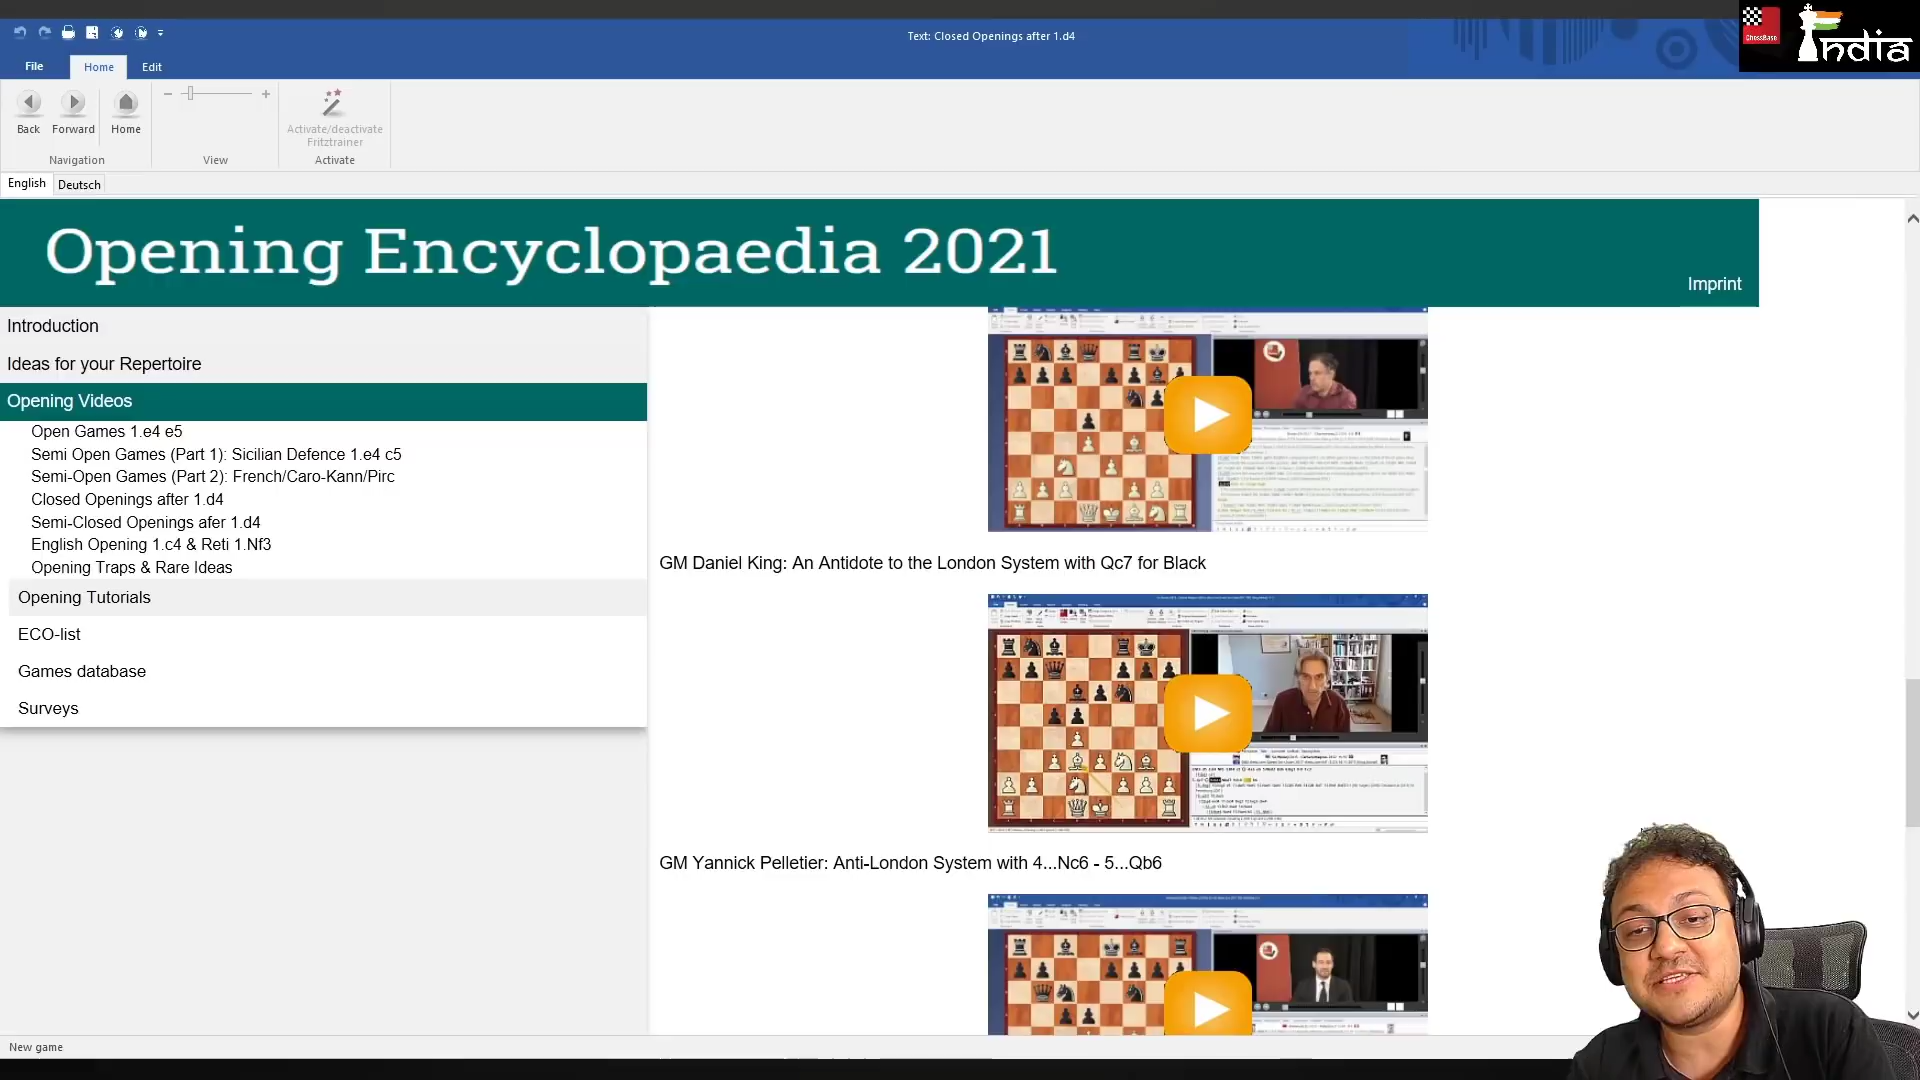 Text: Closed Openings after 1.d4
ChessBase
India
File
Home
Edit
Back
Forward
Home
Activate/deactivate
Fritztrainer
Navigation
View
Activate
English
Deutsch
Opening Encyclopaedia 2021
Imprint
Introduction
Ideas for your Repertoire
Opening Videos
Open Games 1.e4 e5
Semi Open Games (Part 1): Sicilian Defence 1.e4 c5
Semi-Open Games (Part 2): French/Caro-Kann/Pirc
Closed Openings after 1.d4
Semi-Closed Openings afer 1.d4
English Opening 1.c4 & Reti 1.Nf3
Opening Traps & Rare Ideas
Opening Tutorials
ECO-list
Games database
Surveys
GM Daniel King: An Antidote to the London System with Qc7 for Black
GM Yannick Pelletier: Anti-London System with 4...Nc6 - 5...Qb6
New game